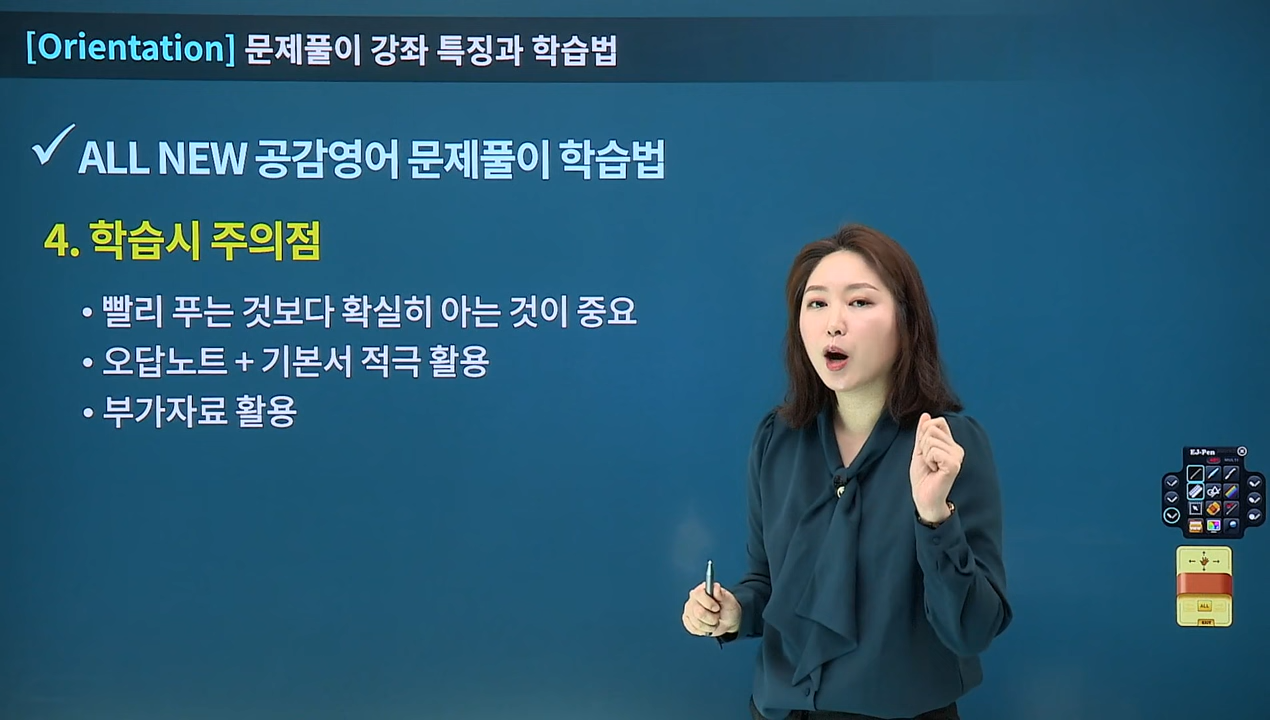 [Orientation] 문제풀이 강좌 특징과 학습법
ALL NEW 공감영어 문제풀이 학습법
4. 학습시 주의점
• 빨리 푸는 것보다 확실히 아는 것이 중요
• 오답노트 + 기본서 적극 활용
• 부가자료 활용
EJ-Pen
ALL
EXIT